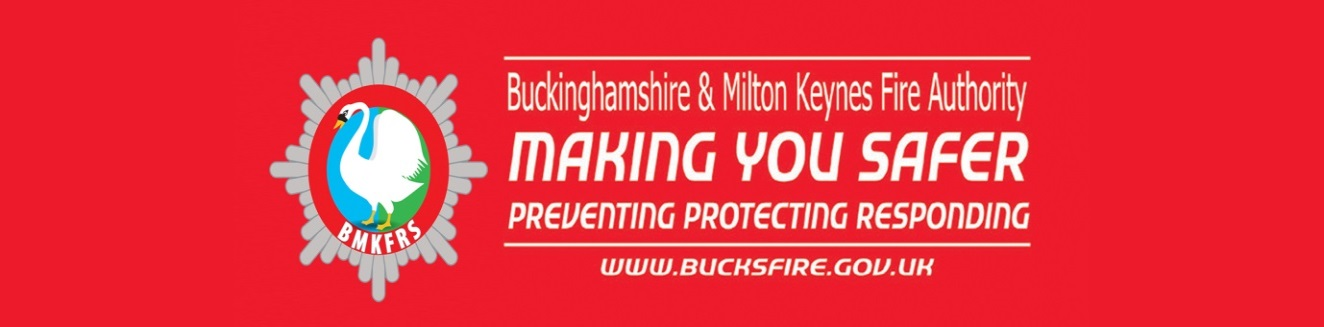 BMKFRS
Buckinghamshire & Milton Keynes Fire Authority
MAKING YOU SAFER
PREVENTING PROTECTING RESPONDING
WWW.BUCKSFIRE.GOV.UK